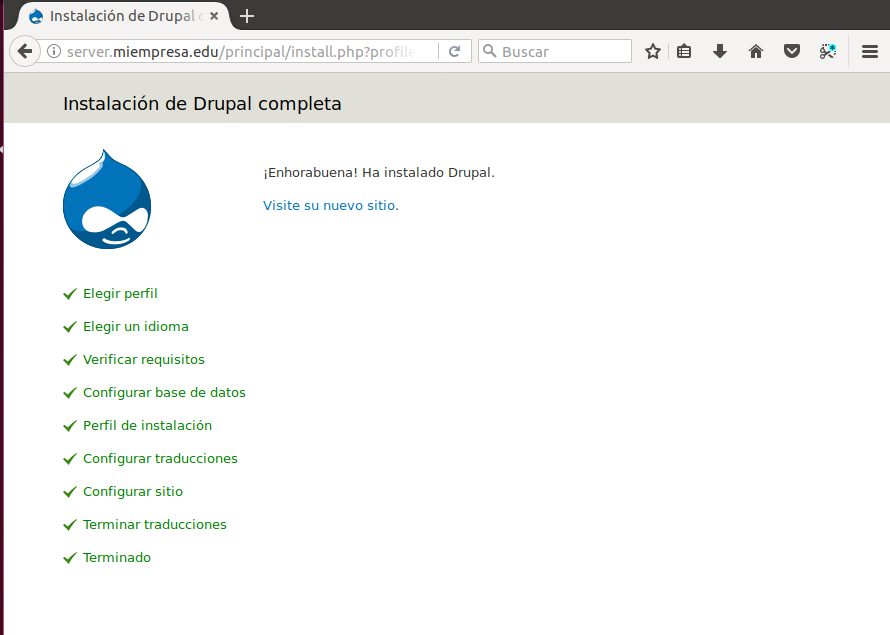 Instalación de Drupal c
server.miempresa.edu/principal/install.php?profile
Buscar
Instalación de Drupal completa
¡Enhorabuena! Ha instalado Drupal.
Visite su nuevo sitio.
Elegir perfil
Elegir un idioma
Verificar requisitos
Configurar base de datos
Perfil de instalación
Configurar traducciones
Configurar sitio
Terminar traducciones
Terminado